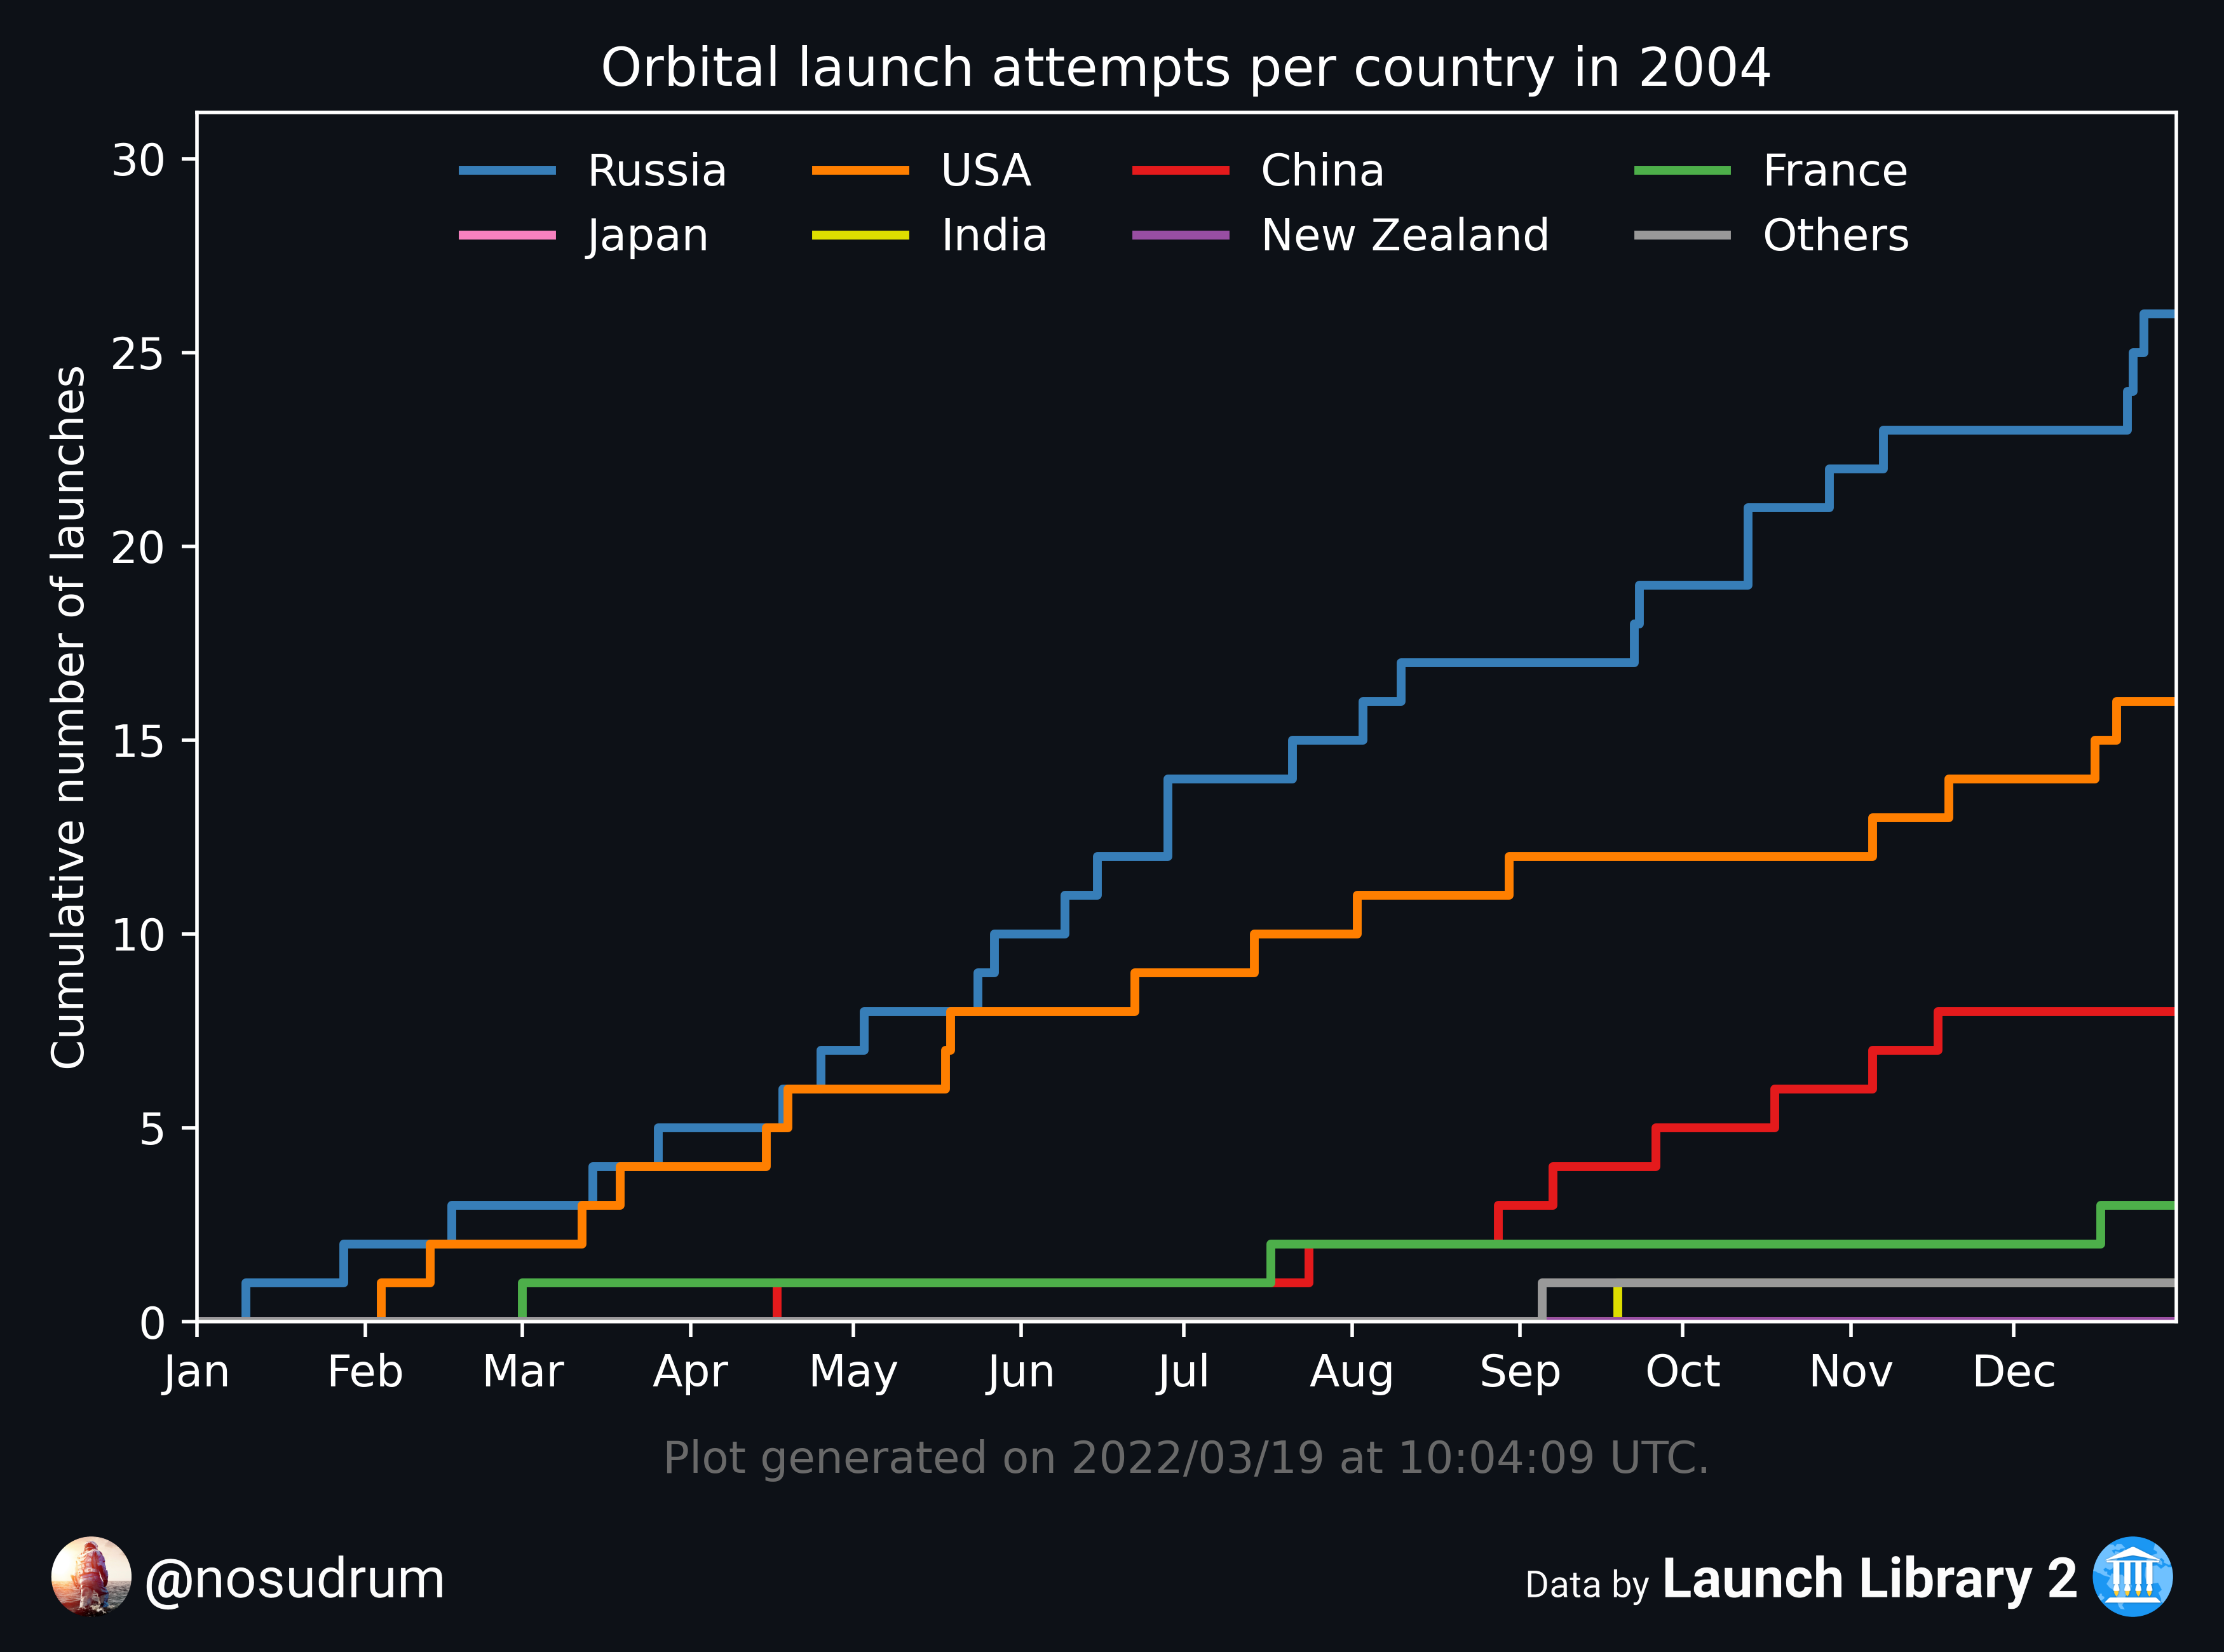 Orbital launch attempts per country in 2004
Russia USA China France
Japan India New Zealand Others
Cumulative number of launches
30
25
20
15
10
5
0
Jan Feb Mar Apr May Jun Jul Aug Sep Oct Nov Dec
Plot generated on 2022/03/19 at 10:04:09 UTC.
@nosudrum
Data by Launch Library 2